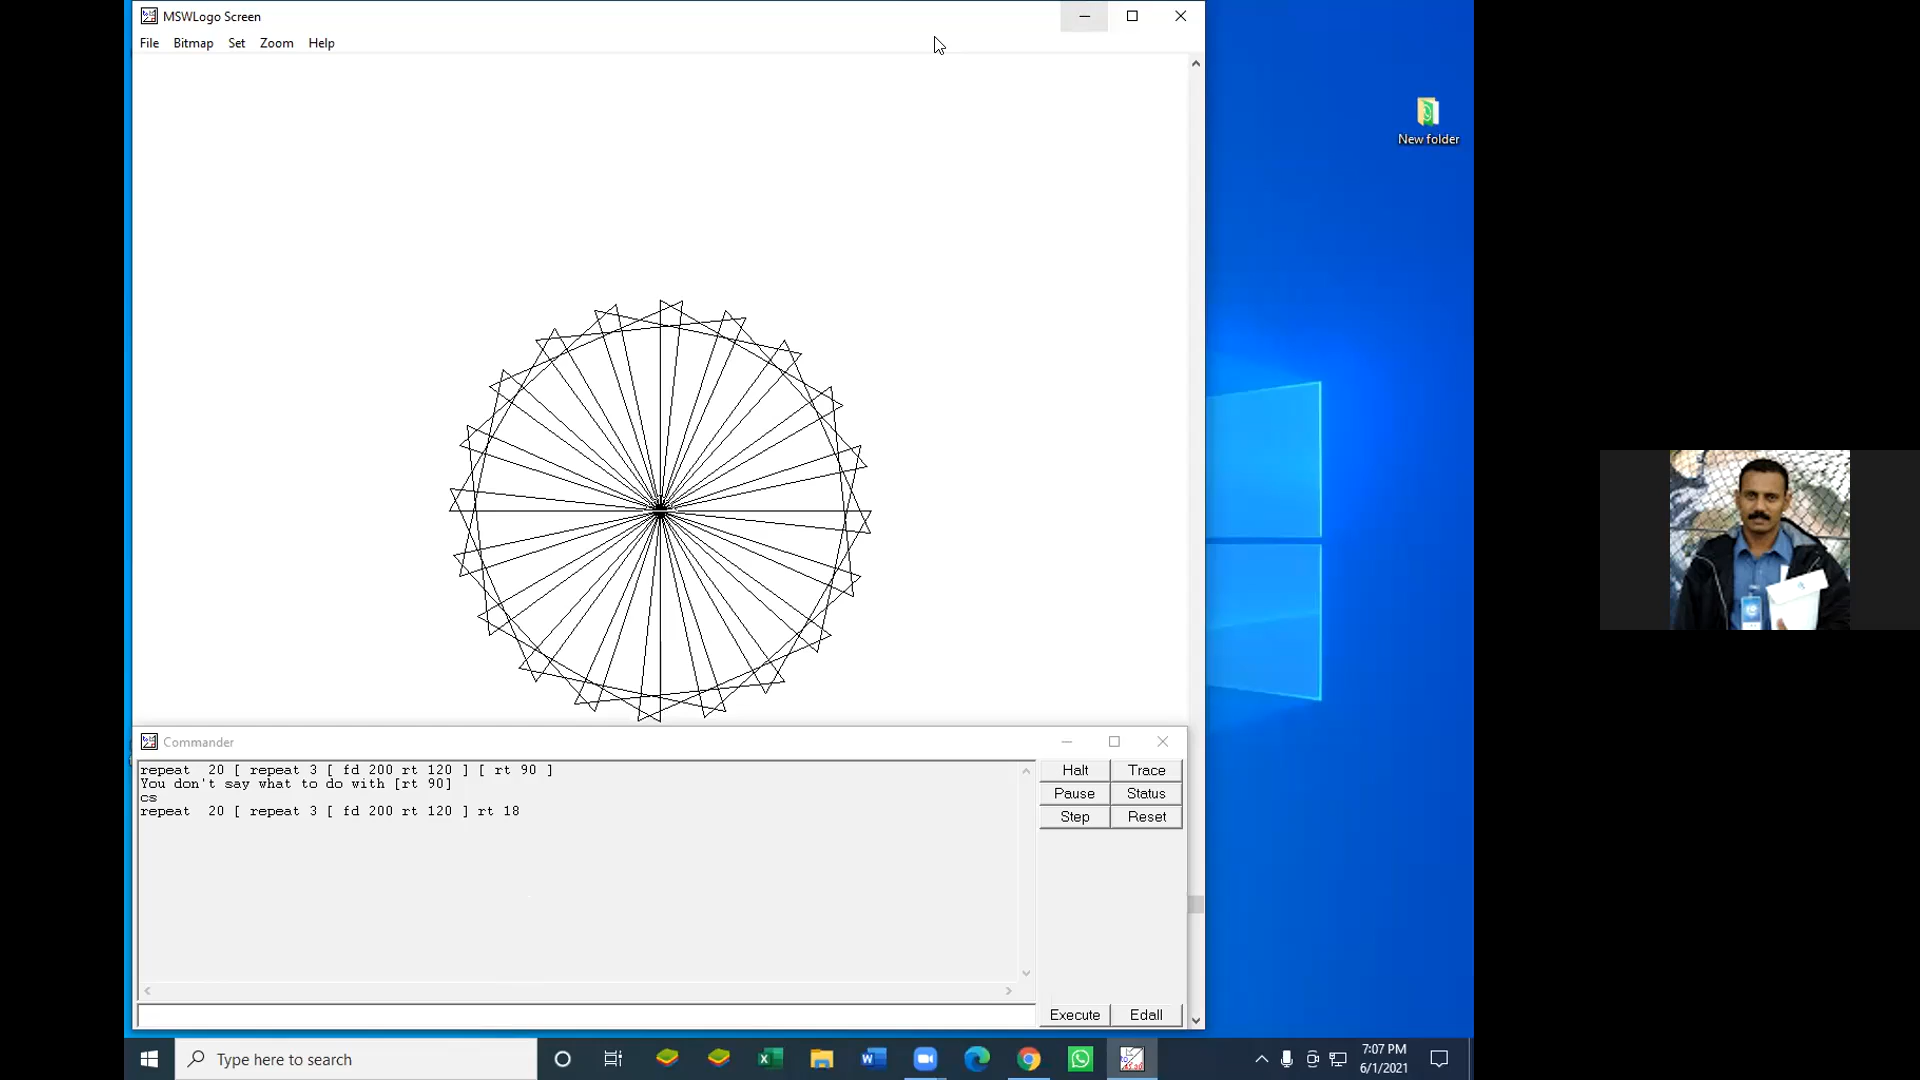 MSWLogo Screen
File Bitmap Set Zoom Help
New folder
Commander
repeat  20 [ repeat 3 [ fd 200 rt 120 ] [ rt 90 ]
You don't say what to do with [rt 90]
cs
repeat  20 [ repeat 3 [ fd 200 rt 120 ] rt 18
Halt Trace
Pause Status
Step Reset
Execute Edall
Type here to search
7:07 PM
6/1/2021